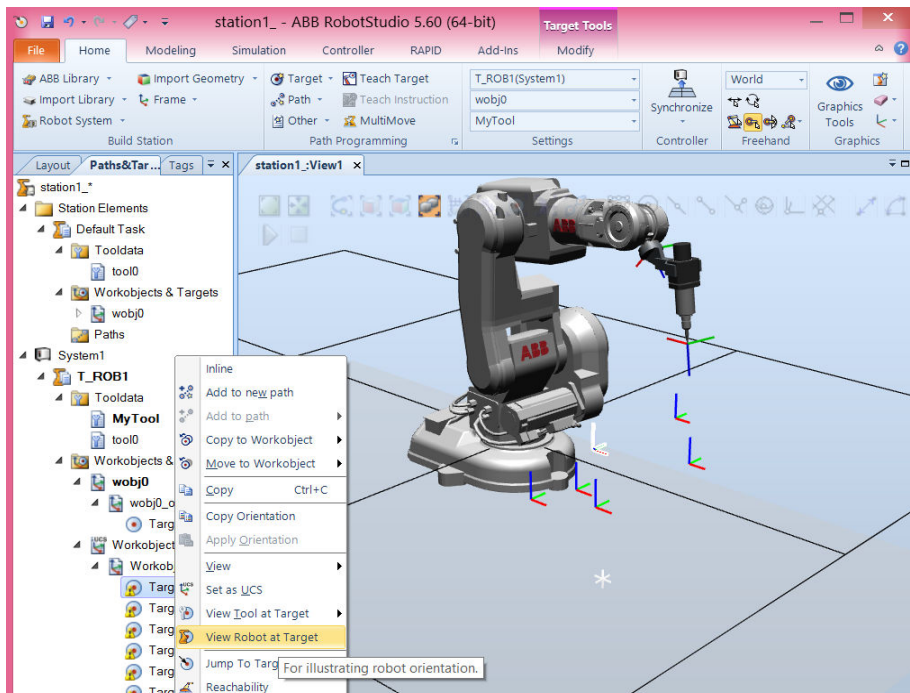 station1_ - ABB RobotStudio 5.60 (64-bit)
Target Tools
File Home Modeling Simulation Controller RAPID Add-Ins Modify
ABB Library
Import Geometry
Import Library
Frame
Robot System
Build Station
Target
Teach Target
Path
Teach Instruction
Other
MultiMove
Path Programming
T_ROB1(System1)
wobj0
MyTool
Settings
Synchronize
Controller
World
Freehand
Graphics
Tools
Graphics
Layout Paths&Tar... Tags
station1_:View1
station1_*
Station Elements
Default Task
Tooldata
tool0
Workobjects & Targets
wobj0
Paths
System1
T_ROB1
Tooldata
MyTool
tool0
Workobjects &
wobj0
wobj0_o
Targ
UCS
Workobject
Workob
Targ
Targ
Targ
Targ
Targ
Targ
Inline
Add to new path
Add to path
Copy to Workobject
Move to Workobject
Copy Ctrl+C
Copy Orientation
Apply Orientation
View
UCS
Set as UCS
View Tool at Target
View Robot at Target
Jump To Targ
For illustrating robot orientation.
Reachability
ABB
ABB